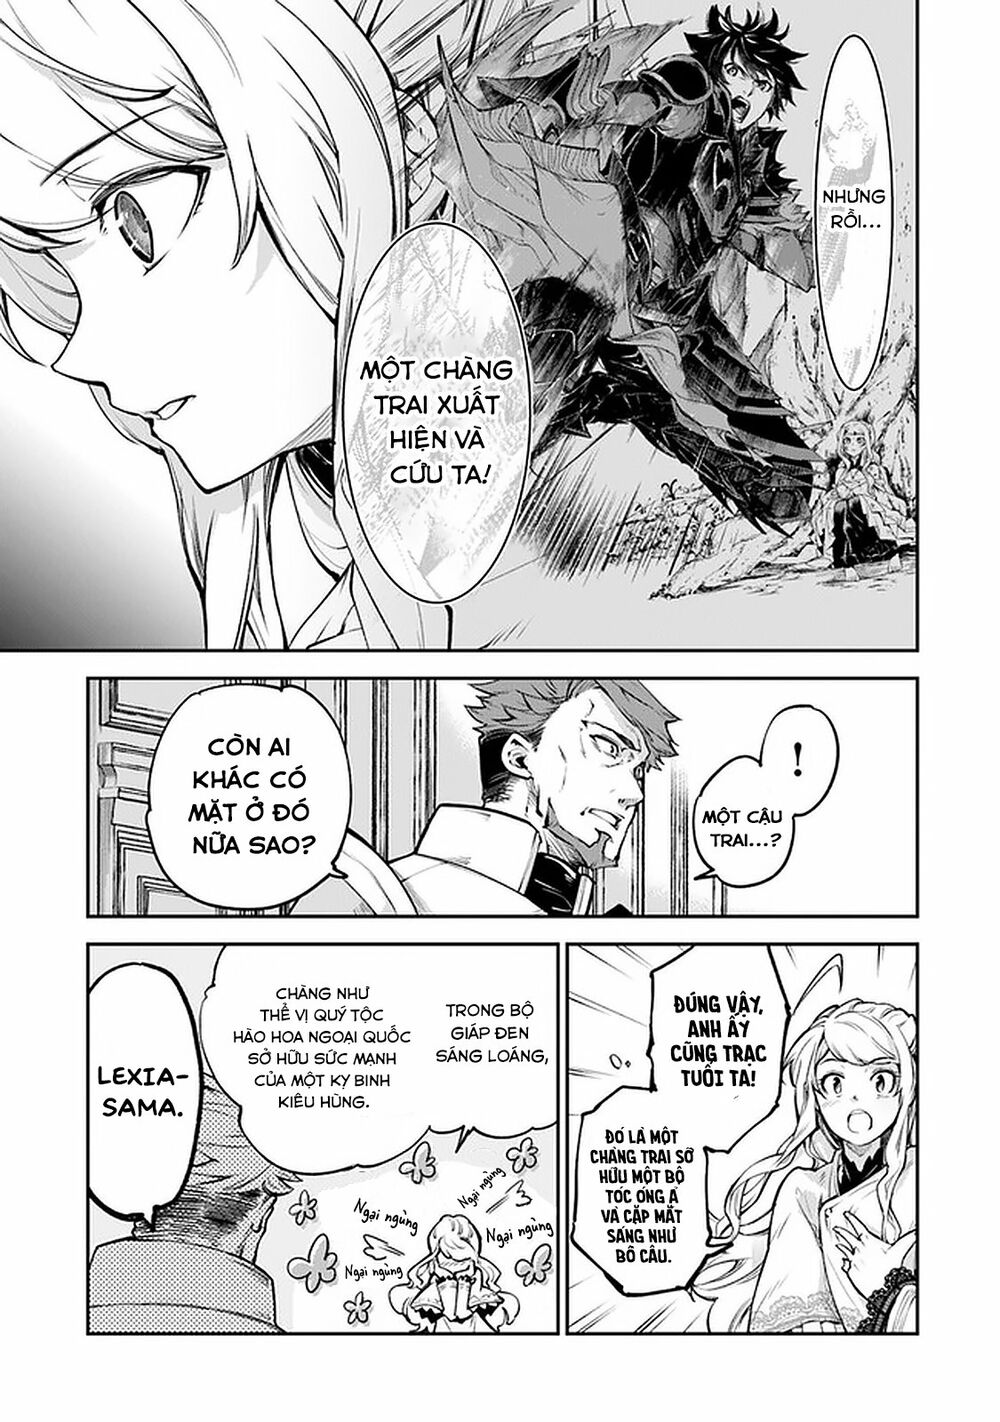 NHƯNG
RỒI...
MỘT CHÀNG
TRAI XUẤT
HIỆN VÀ
CỨU TA!
!
MỘT CẬU
TRAI...?
CÒN AI
KHÁC CÓ
MẶT Ở ĐÓ
NỮA SAO?
ĐÚNG VẬY,
ANH ẤY
CŨNG TRẠC
TUỔI TA!
ĐÓ LÀ MỘT
CHÀNG TRAI SỞ
HỮU MỘT BỘ
TÓC ÓNG Ả
VÀ CẶP MẮT
SÁNG NHƯ
BỒ CÂU.
TRONG BỘ
GIÁP ĐEN
SÁNG LOÁNG,
CHÀNG NHƯ
THỂ VỊ QUÝ TỘC
HÀO HOA NGOẠI QUỐC
SỞ HỮU SỨC MẠNH
CỦA MỘT KỴ BINH
KIÊU HÙNG.
Ngại ngùng
Ngại ngùng
Ngại ngùng
Ngại ngùng
LEXIA-
SAMA.